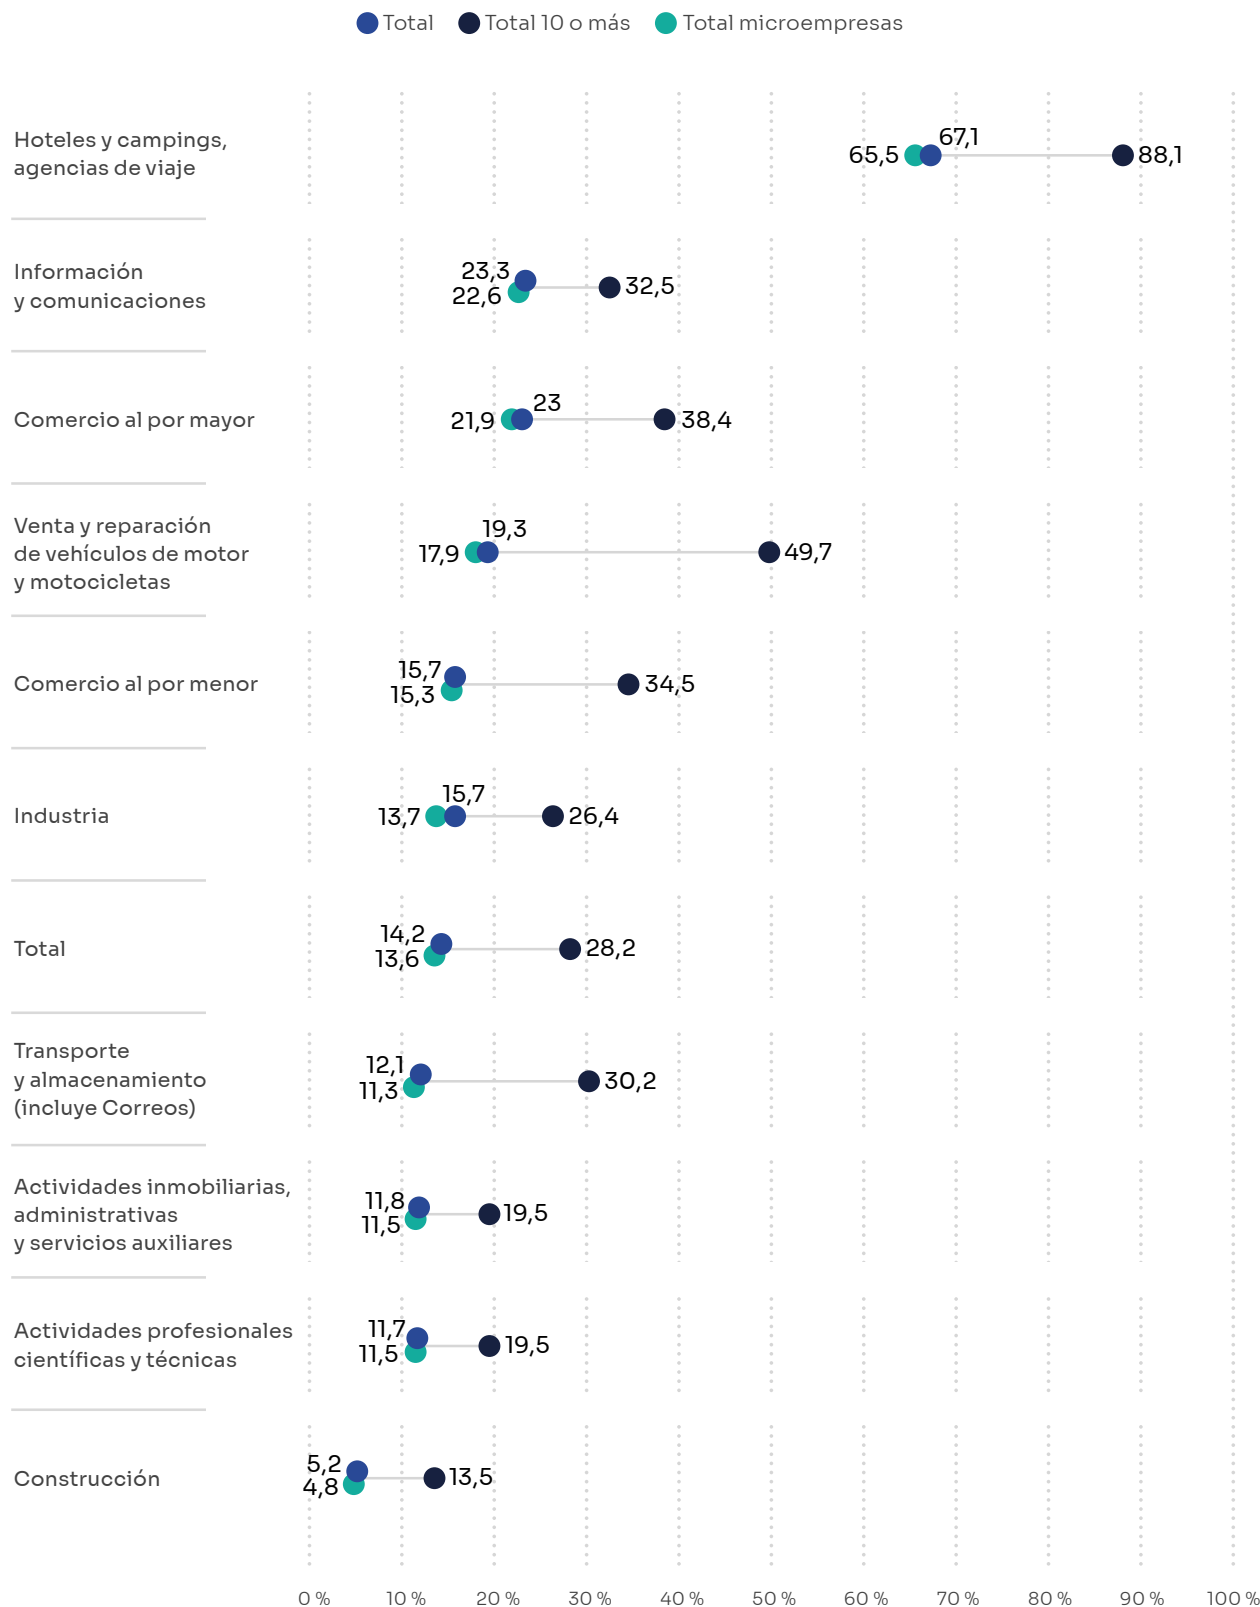 Total Total 10 o más Total microempresas
Hoteles y campings,
agencias de viaje
65,5 67,1 88,1
Información
y comunicaciones
23,3
22,6 32,5
Comercio al por mayor
21,9 23 38,4
Venta y reparación
de vehículos de motor
y motocicletas
17,9 19,3 49,7
Comercio al por menor
15,7
15,3 34,5
Industria
13,7 15,7 26,4
Total
14,2
13,6 28,2
Transporte
y almacenamiento
(incluye Correos)
12,1
11,3 30,2
Actividades inmobiliarias,
administrativas
y servicios auxiliares
11,8
11,5 19,5
Actividades profesionales
científicas y técnicas
11,7
11,5 19,5
Construcción
5,2
4,8 13,5
0 % 10 % 20 % 30 % 40 % 50 % 60 % 70 % 80 % 90 % 100 %